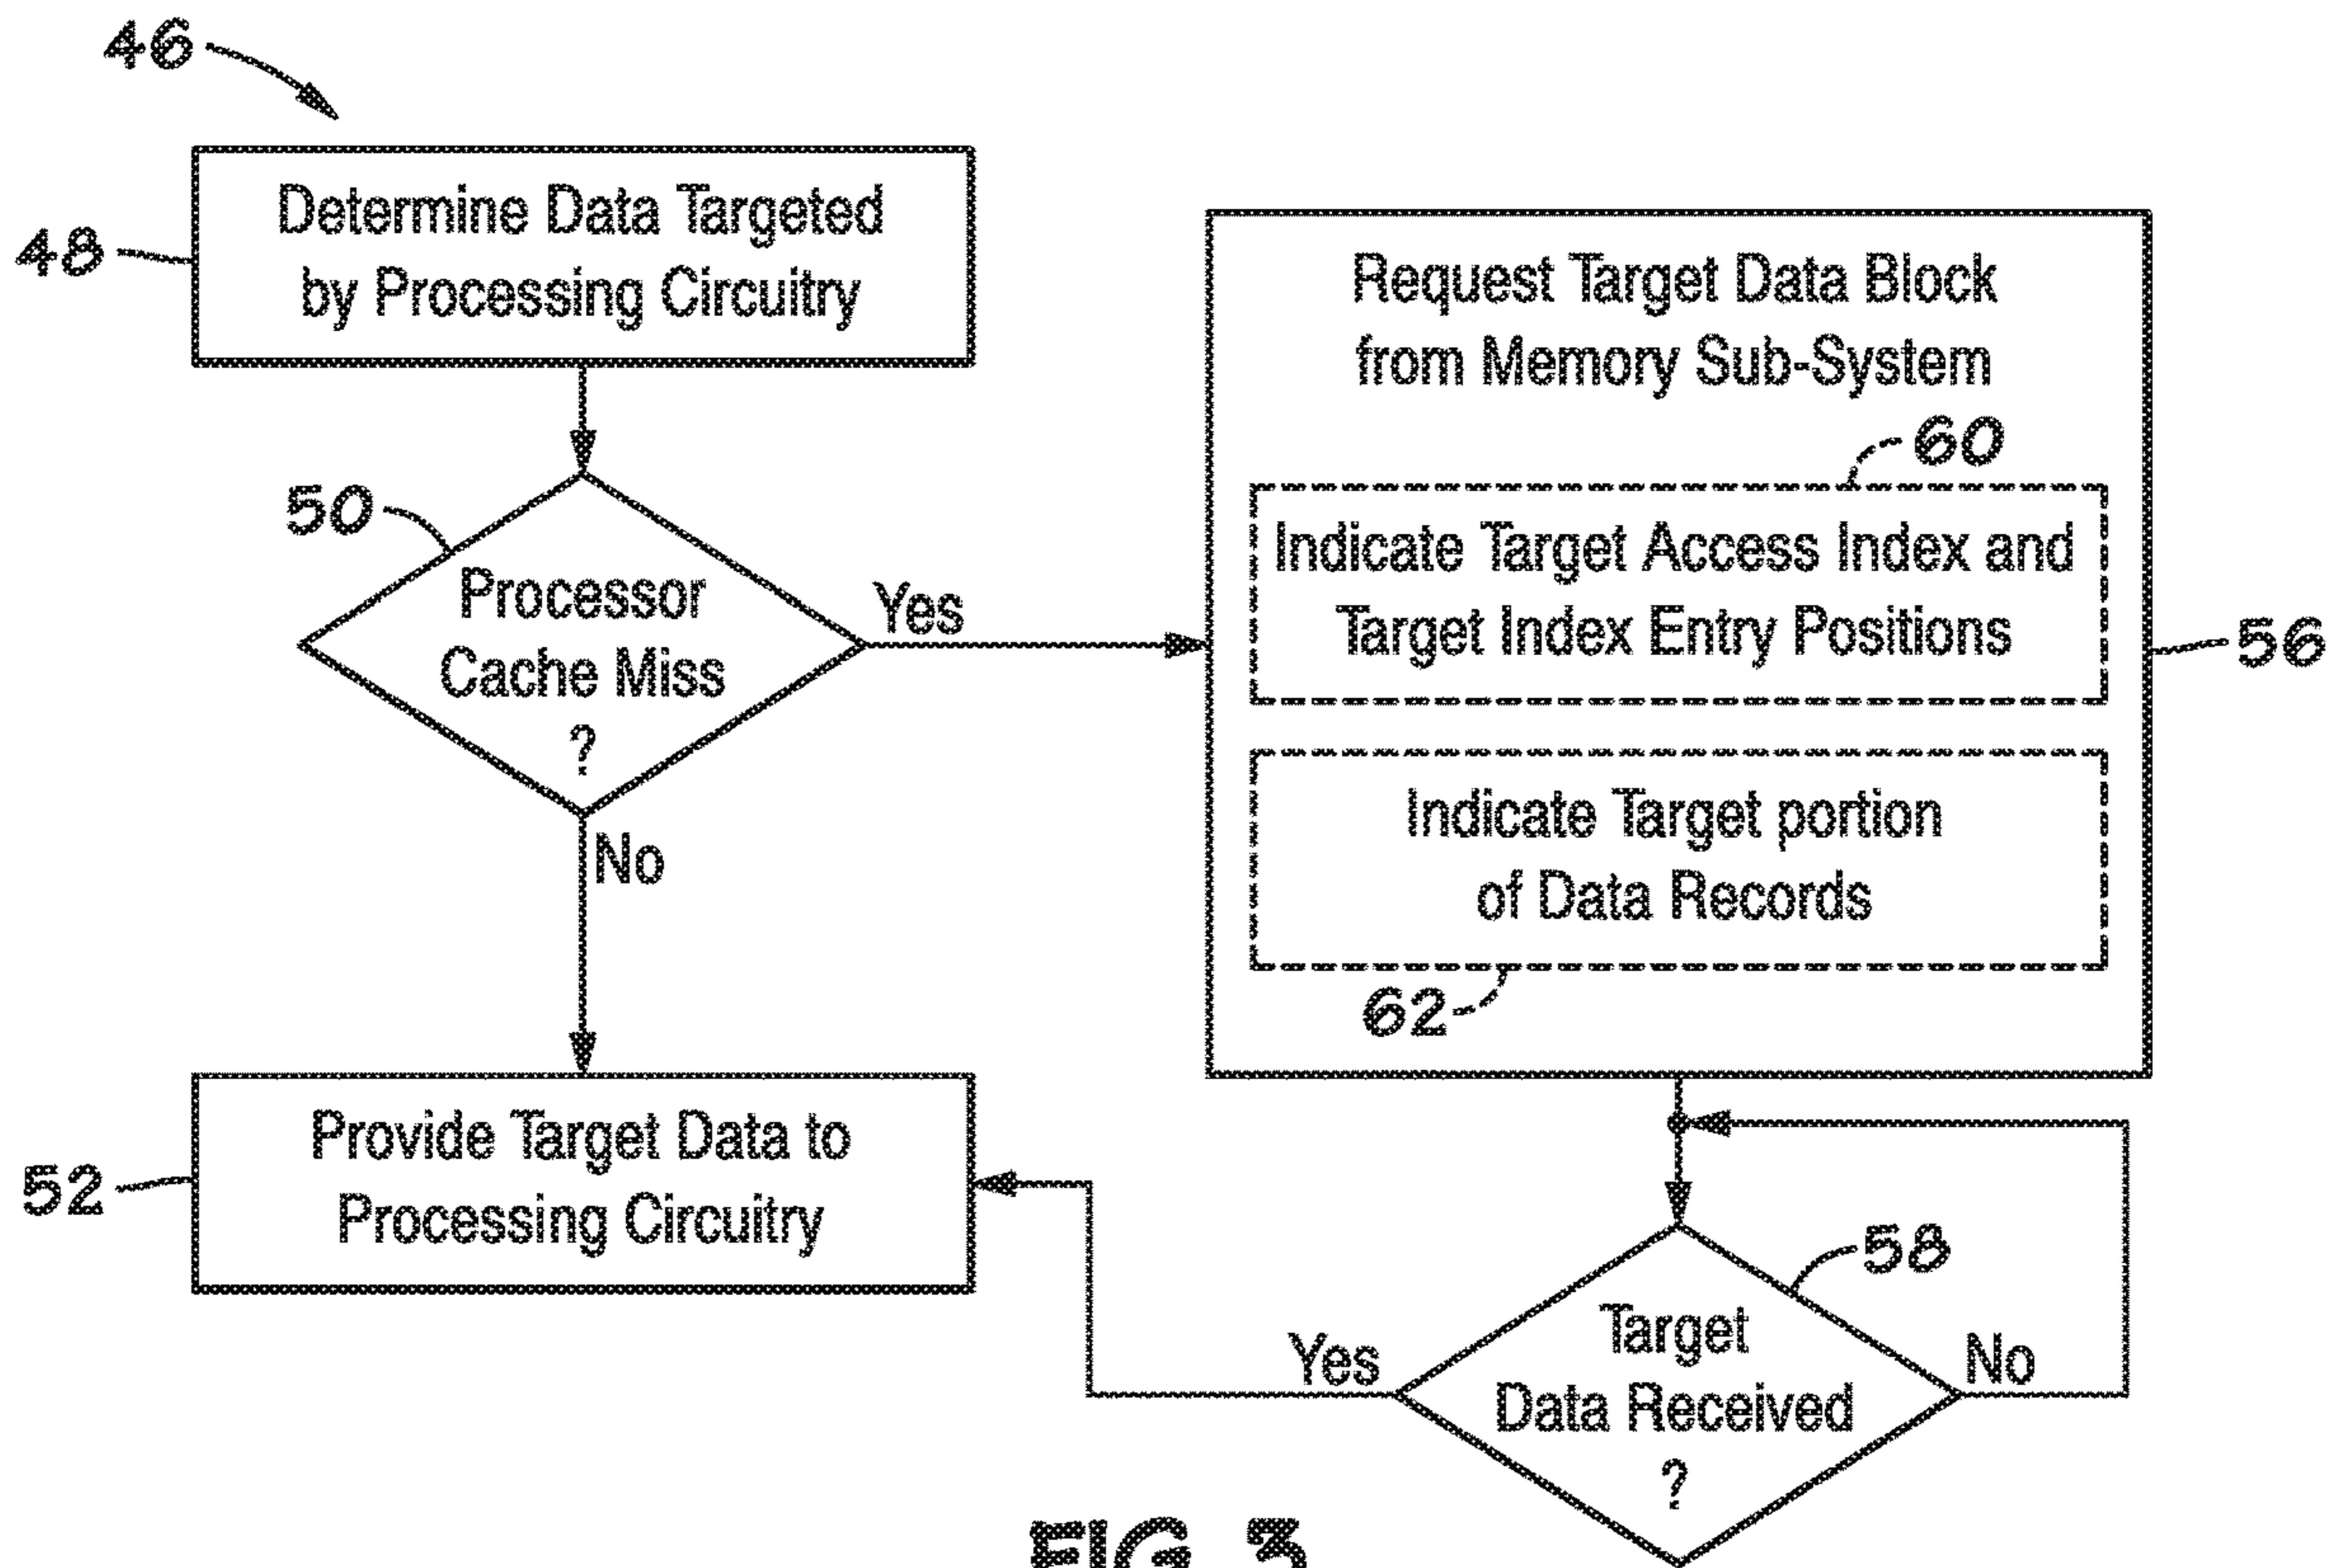 46
48
Determine Data Targeted
by Processing Circuitry
50
Processor
Cache Miss
?
Yes
No
Request Target Data Block
from Memory Sub-System
60
Indicate Target Access Index and
Target Index Entry Positions
56
Indicate Target portion
of Data Records
62
52
Provide Target Data to
Processing Circuitry
58
Target
Data Received
?
Yes
No
FIG. 3